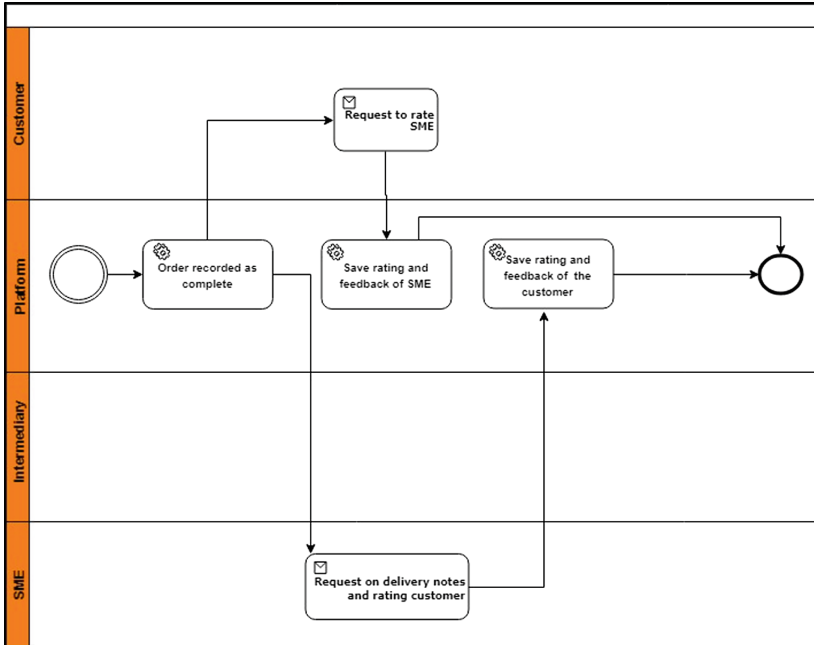 Customer
Request to rate
SME
Platform
Order recorded as
complete
Save rating and
feedback of SME
Save rating and
feedback of the
customer
Intermediary
SME
Request on delivery notes
and rating customer